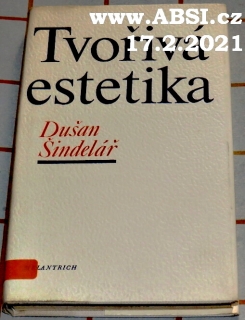 www.ABSI.cz
17.2.2021
Tvořivá
estetika
Dušan
Šindelář